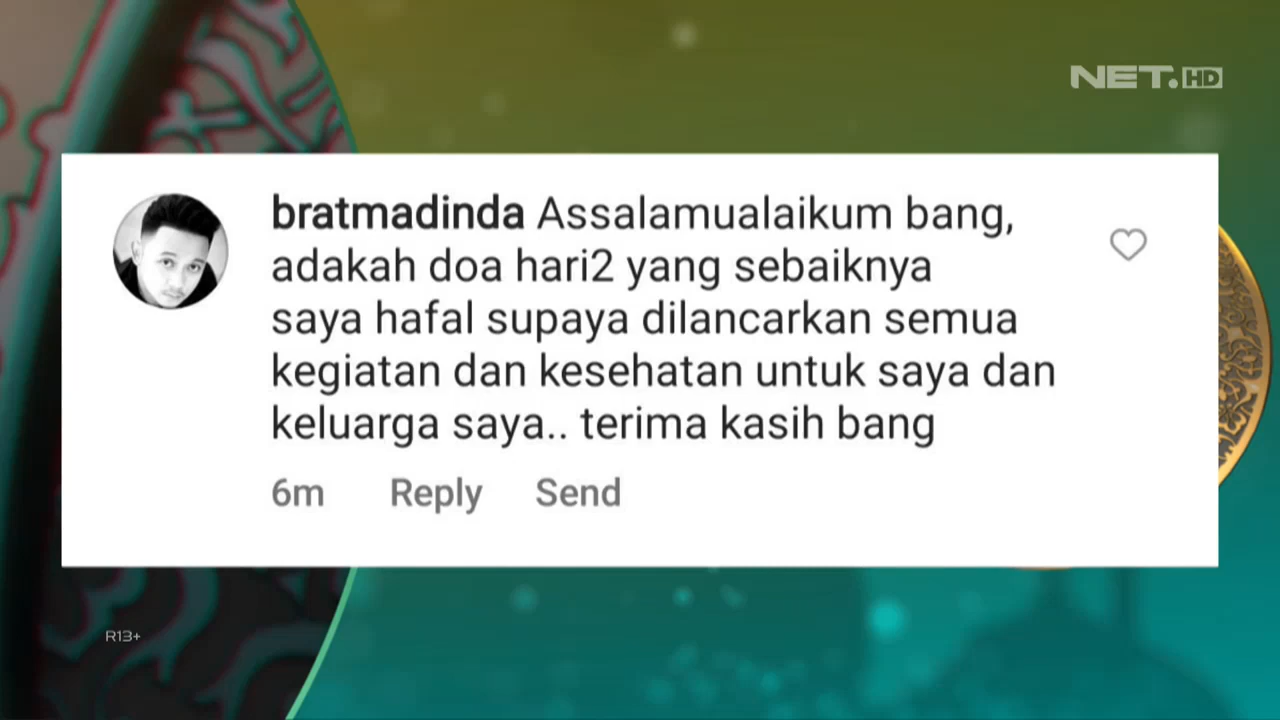 NET. HD
bratmadinda Assalamualaikum bang,
adakah doa hari2 yang sebaiknya
saya hafal supaya dilancarkan semua
kegiatan dan kesehatan untuk saya dan
keluarga saya.. terima kasih bang
6m Reply Send
R13+